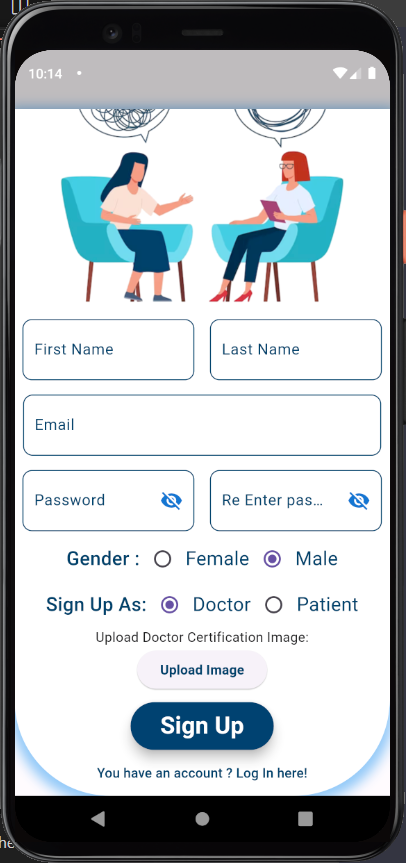 10:14
First Name Last Name
Email
Password Re Enter pas...
Gender : Female Male
Sign Up As: Doctor Patient
Upload Doctor Certification Image:
Upload Image
Sign Up
You have an account ? Log In here!
he